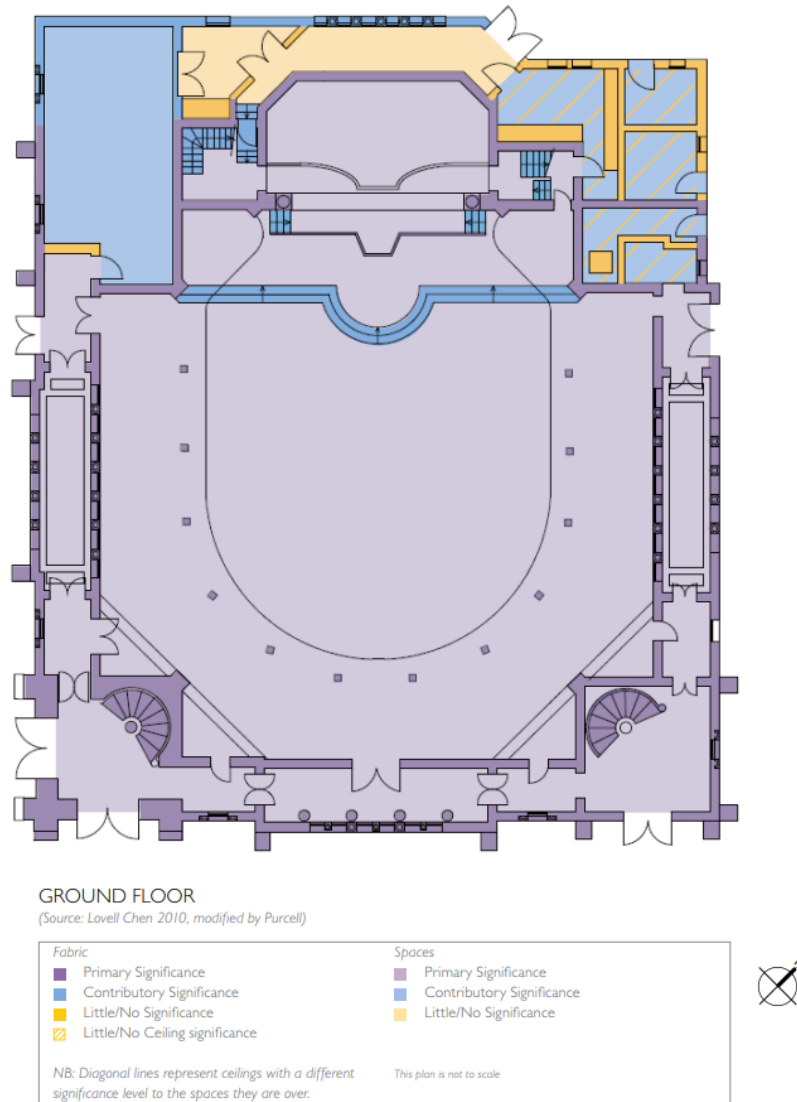 GROUND FLOOR
(Source: Lovell Chen 2010, modified by Purcell)
Fabric
Primary Significance
Contributory Significance
Little/No Significance
Little/No Ceiling significance
NB: Diagonal lines represent ceilings with a different
significance level to the spaces they are over.
Spaces
Primary Significance
Contributory Significance
Little/No Significance
This plan is not to scale